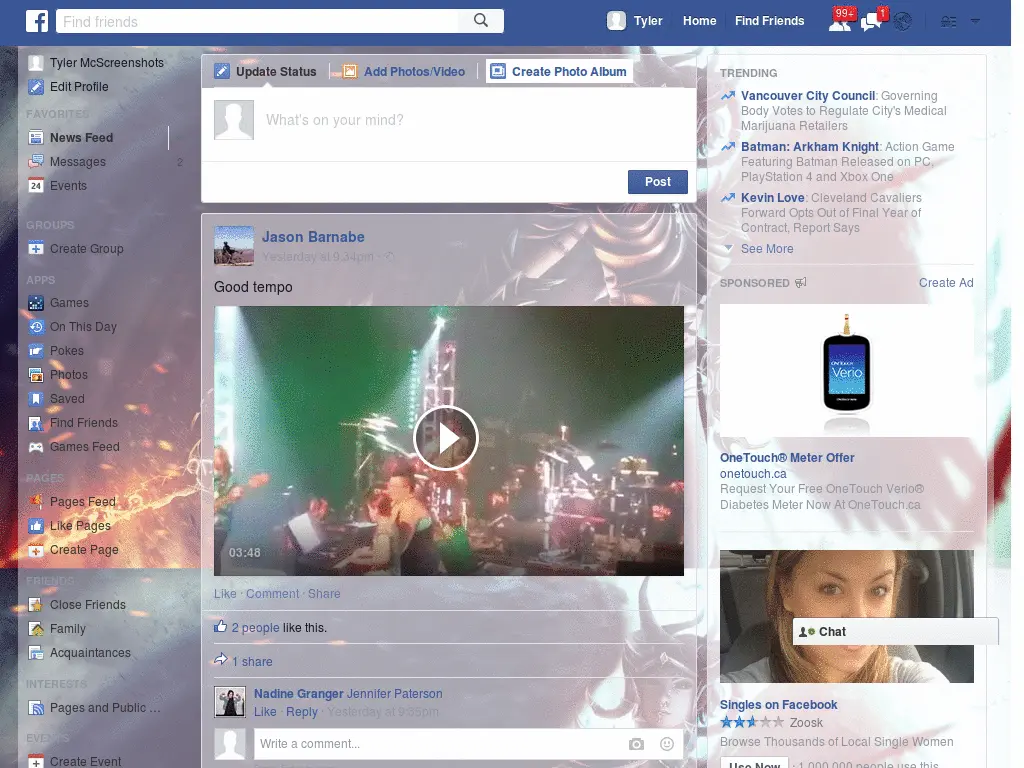 f
Find friends
Tyler
Home
Find Friends
99+
1
Tyler McScreenshots
Edit Profile
FAVORITES
News Feed
Messages 2
24 Events
GROUPS
Create Group
APPS
Games
On This Day
Pokes
Photos
Saved
Find Friends
Games Feed
PAGES
Pages Feed
Like Pages
Create Page
FRIENDS
Close Friends
Family
Acquaintances
INTERESTS
Pages and Public ...
EVENTS
Create Event
Update Status
Add Photos/Video
Create Photo Album
What's on your mind?
Post
Jason Barnabe
Yesterday at 9:34pm ·
Good tempo
03:48
Like · Comment · Share
2 people like this.
1 share
Nadine Granger Jennifer Paterson
Like · Reply · Yesterday at 9:55pm
Write a comment...
TRENDING
Vancouver City Council: Governing
Body Votes to Regulate City's Medical
Marijuana Retailers
Batman: Arkham Knight: Action Game
Featuring Batman Released on PC,
PlayStation 4 and Xbox One
Kevin Love: Cleveland Cavaliers
Forward Opts Out of Final Year of
Contract, Report Says
See More
SPONSORED
Create Ad
ONETOUCH
Verio
OneTouch® Meter Offer
onetouch.ca
Request Your Free OneTouch Verio®
Diabetes Meter Now At OneTouch.ca
Chat
Singles on Facebook
Zoosk
Browse Thousands of Local Single Women
Use Now · 1,000,000 people use this